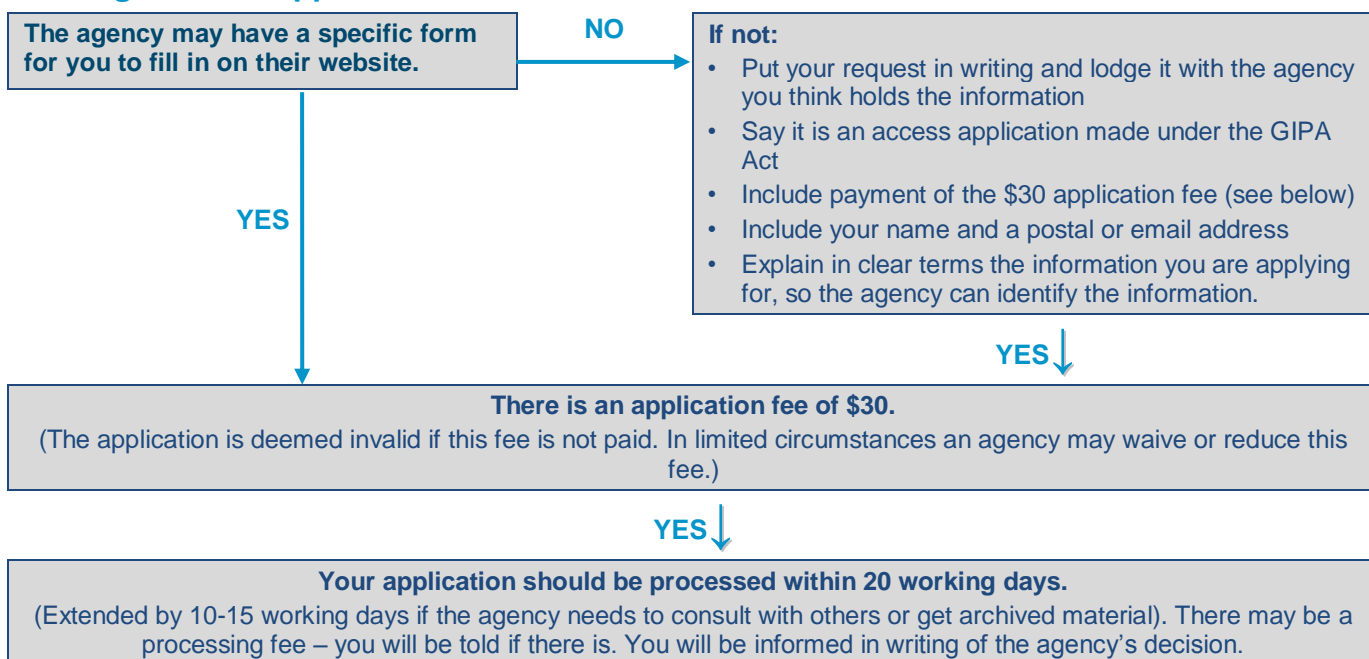 The agency may have a specific form
for you to fill in on their website.
NO
If not:
• Put your request in writing and lodge it with the agency
you think holds the information
• Say it is an access application made under the GIPA
Act
• Include payment of the $30 application fee (see below)
• Include your name and a postal or email address
• Explain in clear terms the information you are applying
for, so the agency can identify the information.
YES
YES
There is an application fee of $30.
(The application is deemed invalid if this fee is not paid. In limited circumstances an agency may waive or reduce this
fee.)
YES
Your application should be processed within 20 working days.
(Extended by 10-15 working days if the agency needs to consult with others or get archived material). There may be a
processing fee – you will be told if there is. You will be informed in writing of the agency’s decision.